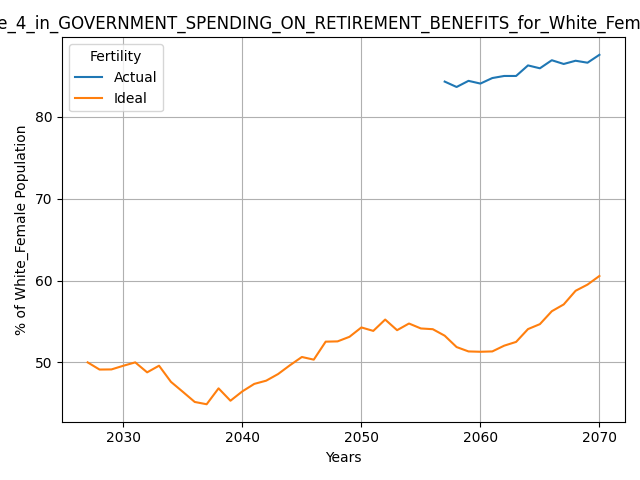 e_4_in_GOVERNMENT_SPENDING_ON_RETIREMENT_BENEFITS_for_White_Fem
Fertility
Actual
Ideal
80
70
60
50
% of White_Female Population
2030
2040
2050
2060
2070
Years